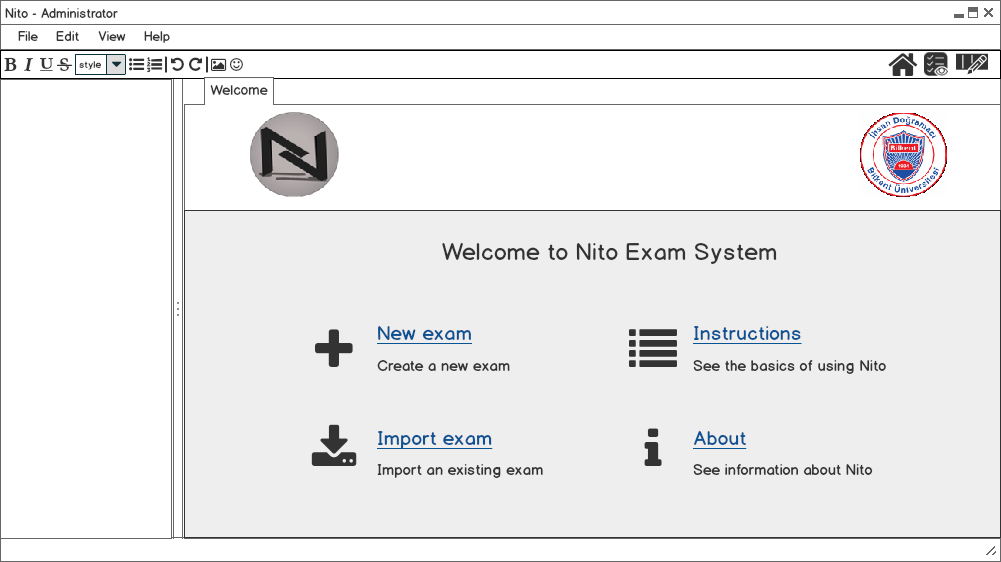 Nito - Administrator
File Edit View Help
B I U S style
Welcome
İhsan Doğramacı
Bilkent
1984
Bilkent Üniversitesi
Welcome to Nito Exam System
New exam
Create a new exam
Instructions
See the basics of using Nito
Import exam
Import an existing exam
About
See information about Nito